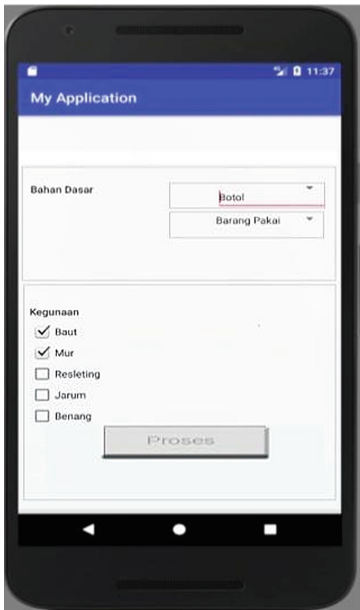 11:37
My Application
Bahan Dasar
Botol
Barang Pakai
Kegunaan
Baut
Mur
Resleting
Jarum
Benang
Proses